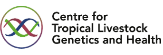 Centre for
Tropical Livestock
Genetics and Health